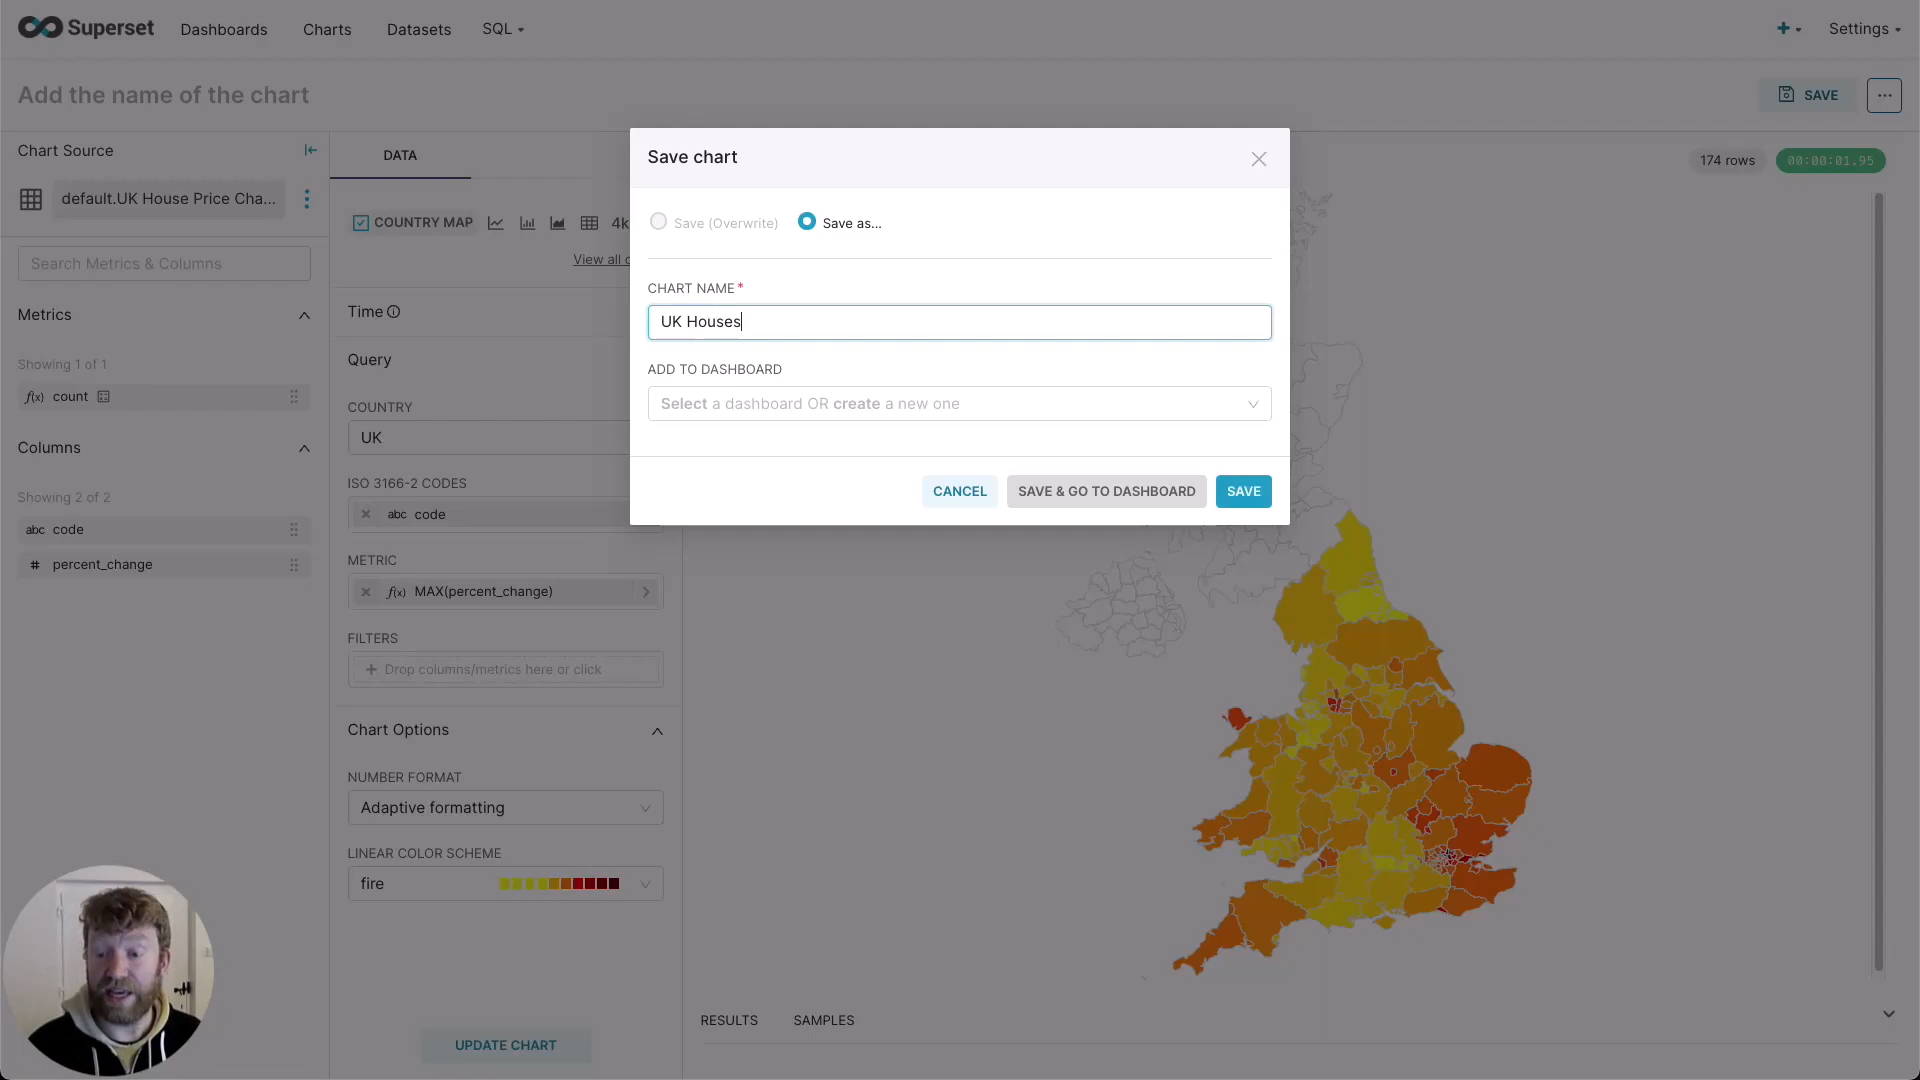 Superset
Dashboards
Charts
Datasets
SQL
Settings
Add the name of the chart
SAVE
Chart Source
DATA
174 rows
00:00:01.95
default.UK House Price Cha...
COUNTRY MAP
4k
View all c
Search Metrics & Columns
Metrics
Time
Showing 1 of 1
Query
f(x) count
COUNTRY
UK
Columns
ISO 3166-2 CODES
Showing 2 of 2
abc code
abc code
METRIC
# percent_change
f(x) MAX(percent_change)
FILTERS
+ Drop columns/metrics here or click
Chart Options
NUMBER FORMAT
Adaptive formatting
LINEAR COLOR SCHEME
fire
UPDATE CHART
RESULTS
SAMPLES
Save chart
Save (Overwrite)
Save as...
CHART NAME*
UK Houses
ADD TO DASHBOARD
Select a dashboard OR create a new one
CANCEL
SAVE & GO TO DASHBOARD
SAVE